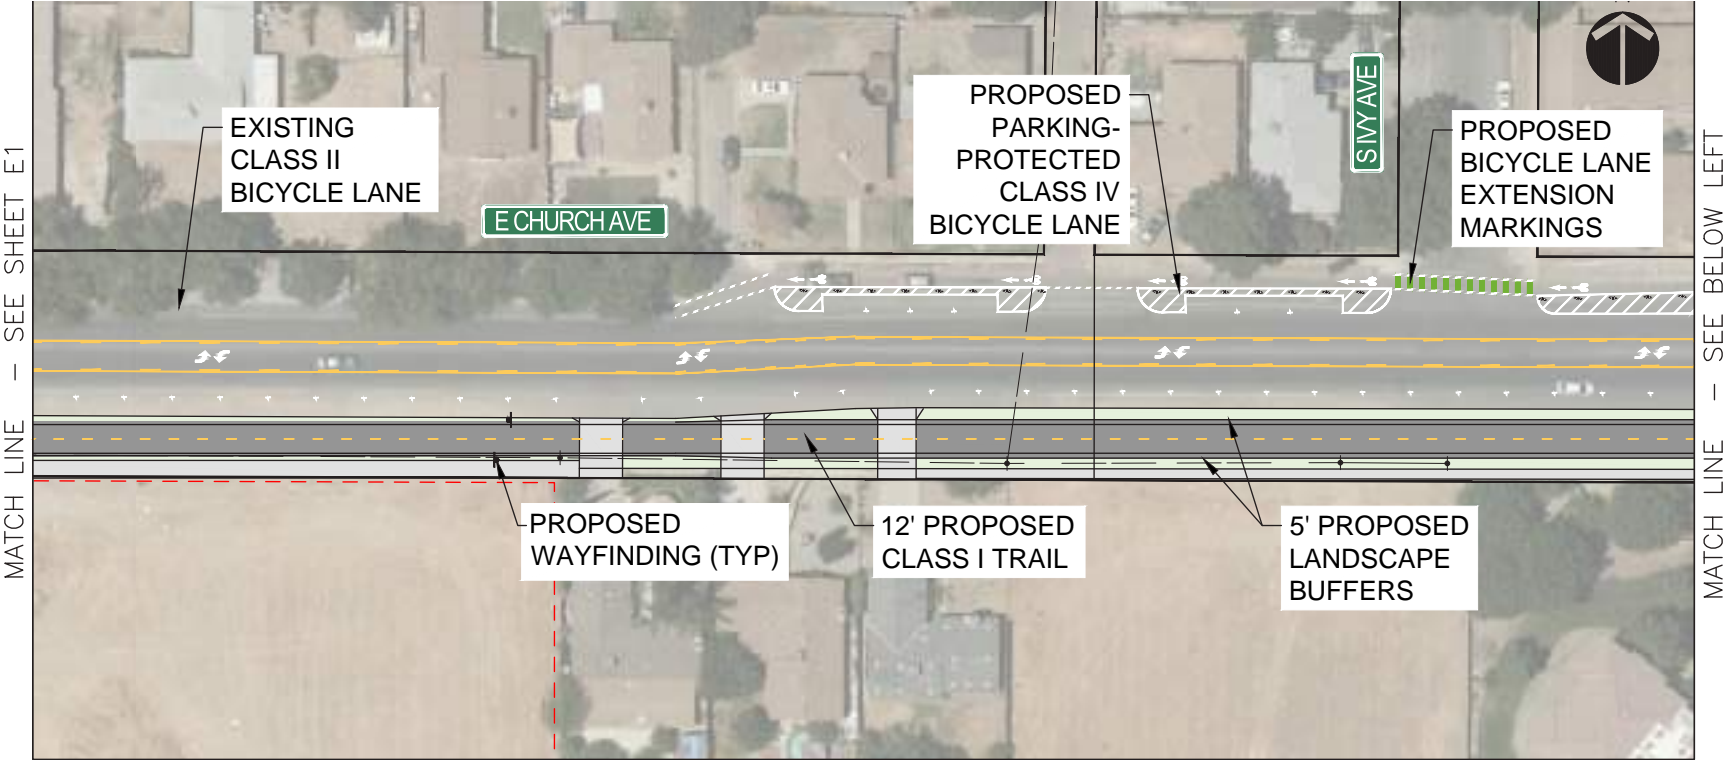 MATCH LINE – SEE SHEET E1
EXISTING
CLASS II
BICYCLE LANE
E CHURCH AVE
PROPOSED
PARKING-
PROTECTED
CLASS IV
BICYCLE LANE
S IVY AVE
PROPOSED
BICYCLE LANE
EXTENSION
MARKINGS
PROPOSED
WAYFINDING (TYP)
12' PROPOSED
CLASS I TRAIL
5' PROPOSED
LANDSCAPE
BUFFERS
MATCH LINE – SEE BELOW LEFT